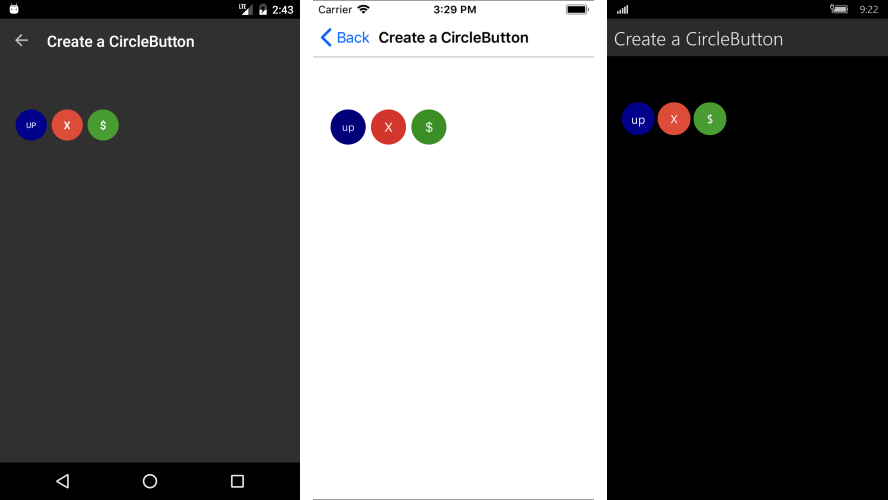 LTE 2:43
Create a CircleButton
UP X $
Carrier 3:29 PM
Back Create a CircleButton
up X $
9:22
Create a CircleButton
up X $